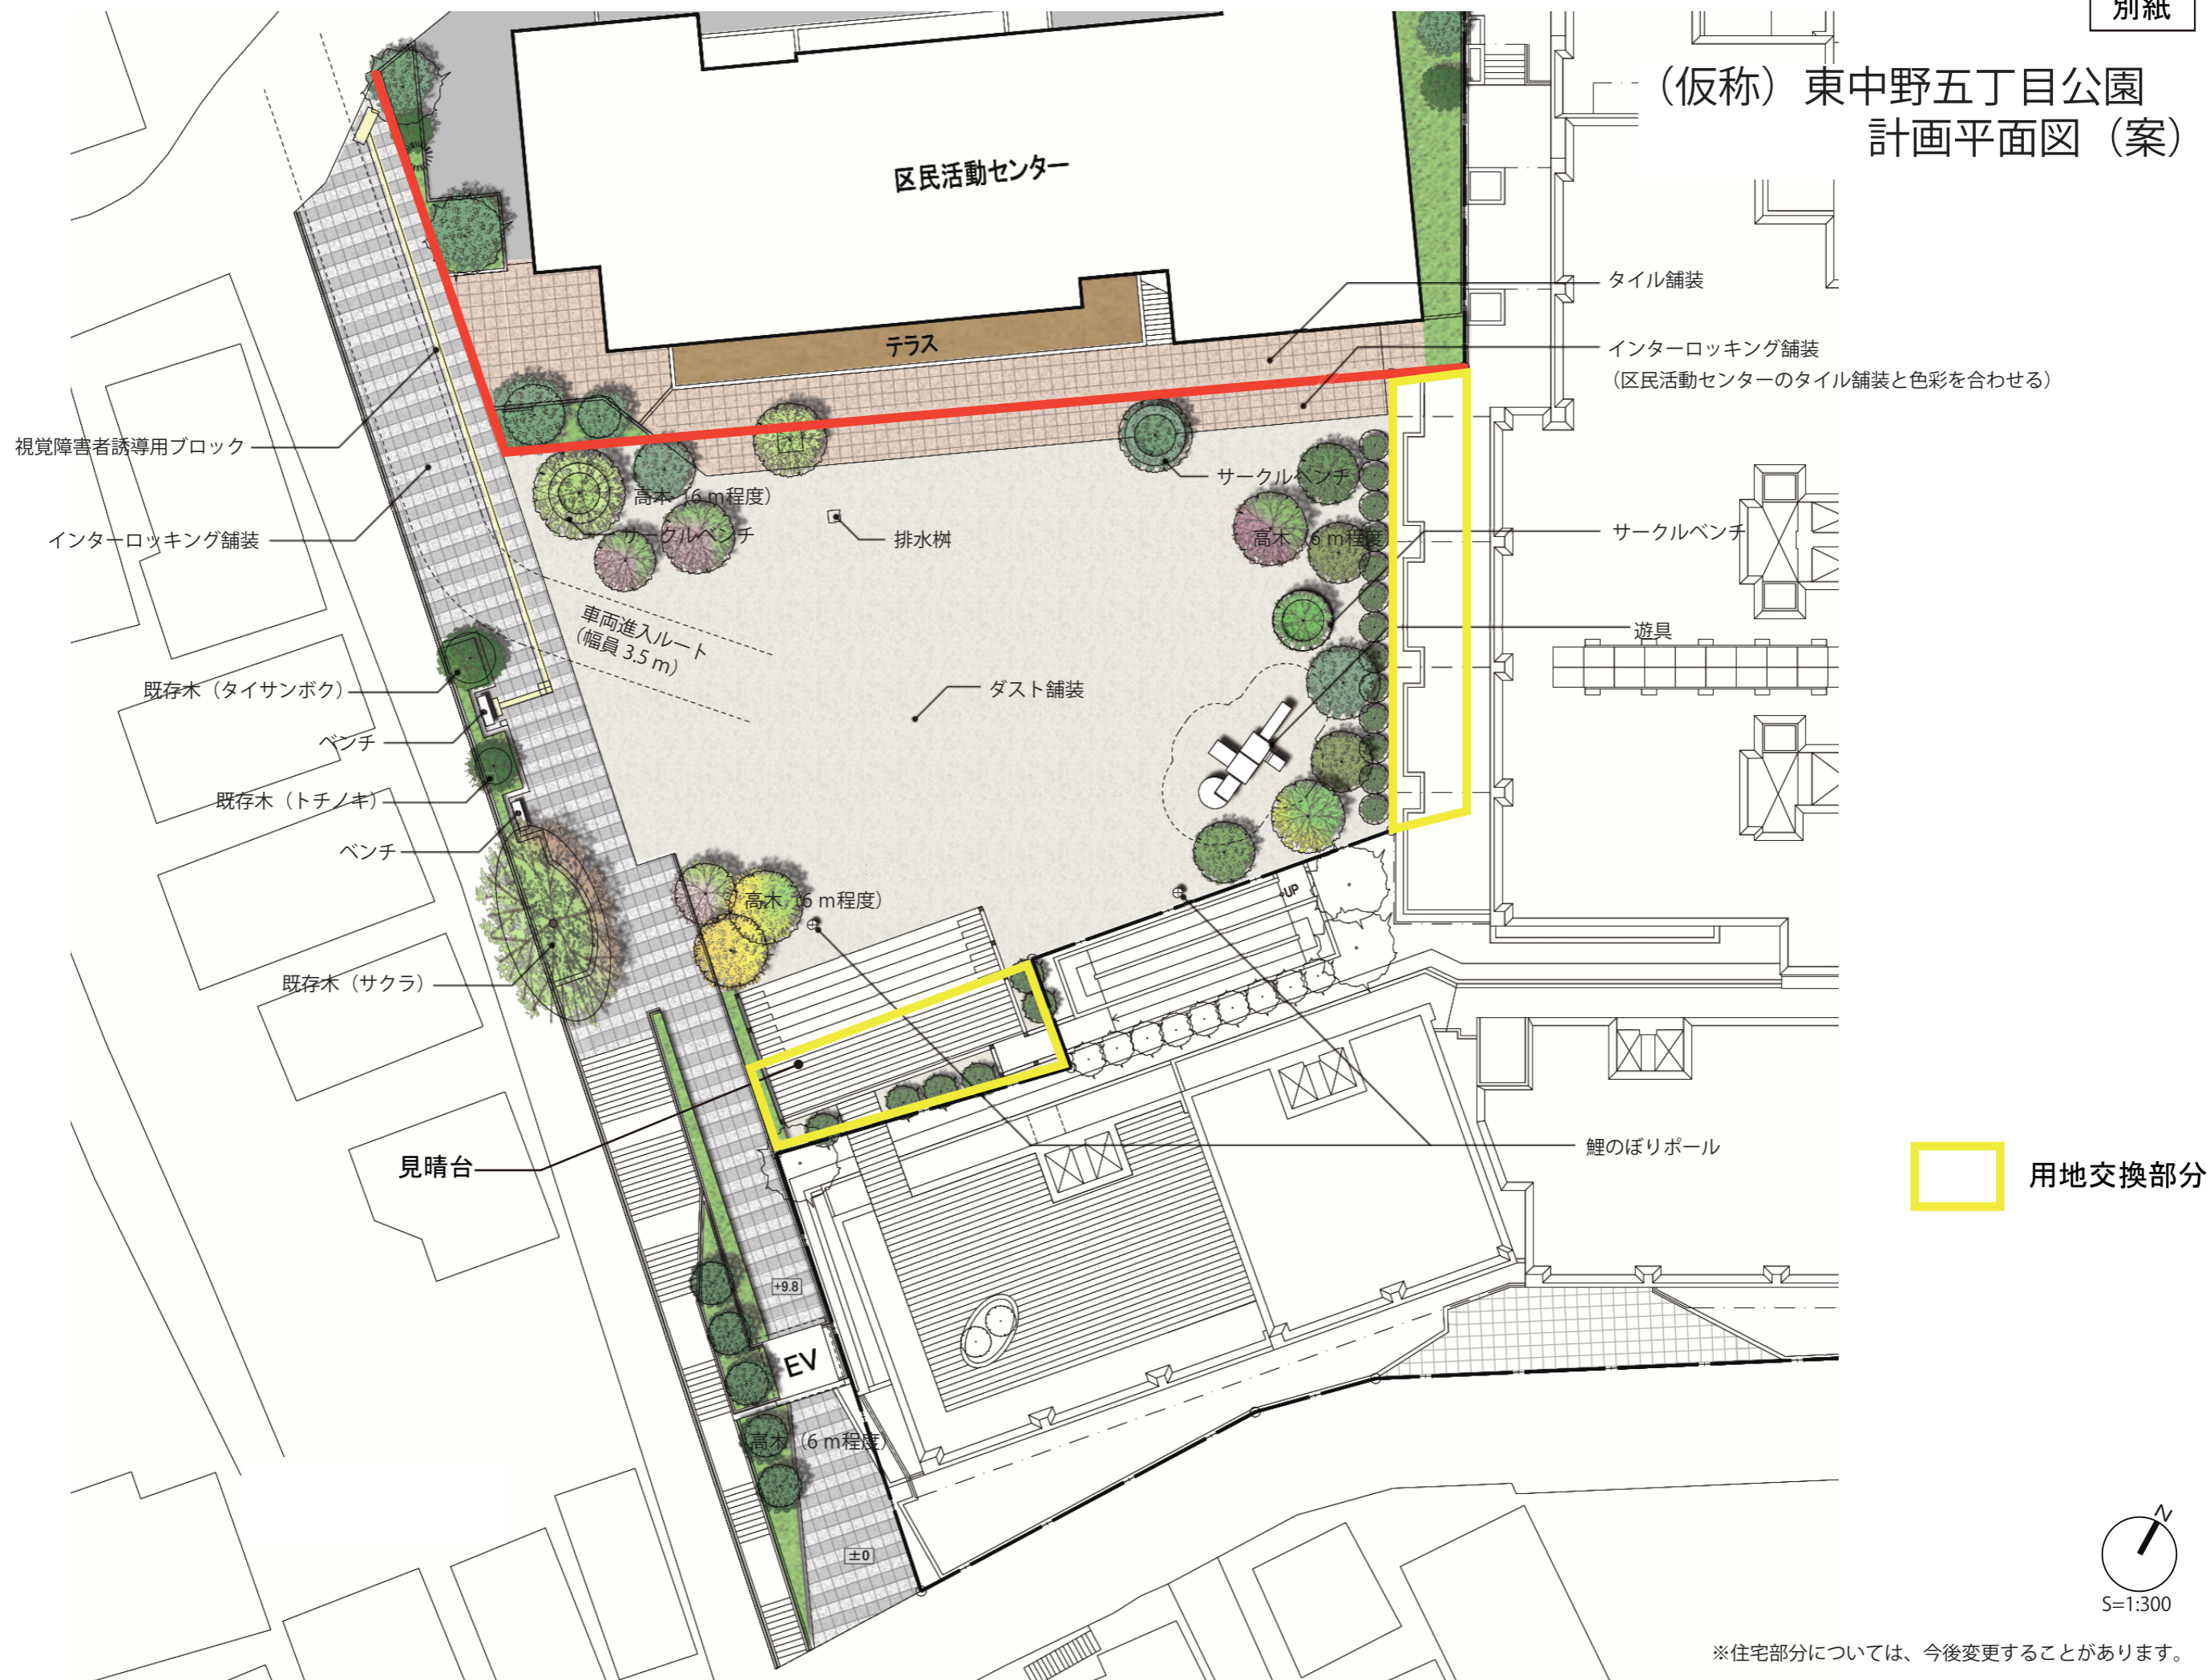 別紙
（仮称）東中野五丁目公園
計画平面図（案）
区民活動センター
テラス
タイル舗装
インターロッキング舗装
（区民活動センターのタイル舗装と色彩を合わせる）
視覚障害者誘導用ブロック
インターロッキング舗装
高木（6 m程度）
サークルベンチ
排水桝
サークルベンチ
高木（6 m程度
サークルベンチ
車両進入ルート
（幅員 3.5 m）
遊具
ダスト舗装
既存木（タイサンボク）
ベンチ
既存木（トチノキ）
ベンチ
高木（6 m程度）
UP
既存木（サクラ）
見晴台
鯉のぼりポール
用地交換部分
+9.8
EV
高木（6 m程度）
±0
N
S=1:300
※住宅部分については、今後変更することがあります。